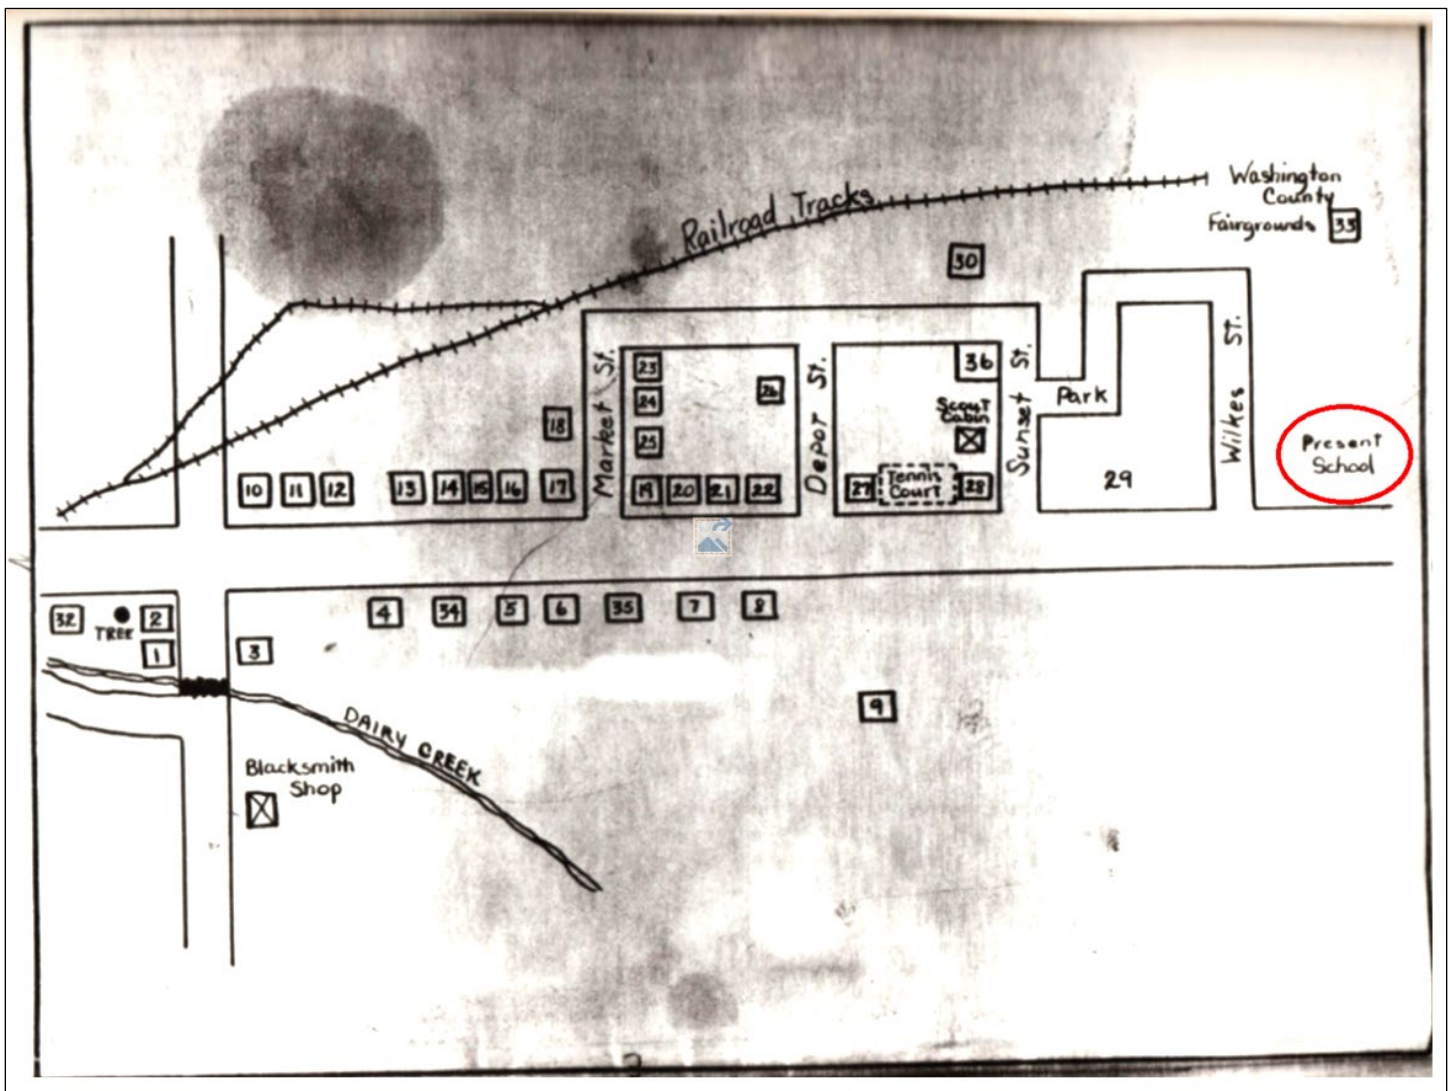 Washington
County
Fairgrounds 33
Railroad Tracks
30
Market St.
23
24
25
26
Depot St.
36
Scout
Cabin
Sunset St.
Park
Wilkes St.
Present
School
18
10 11 12 13 14 15 16 17
19 20 21 22
27
Tennis
Court
28
29
32
TREE
2
1
3
4 34 5 6 35 7 8
9
DAIRY CREEK
Blacksmith
Shop